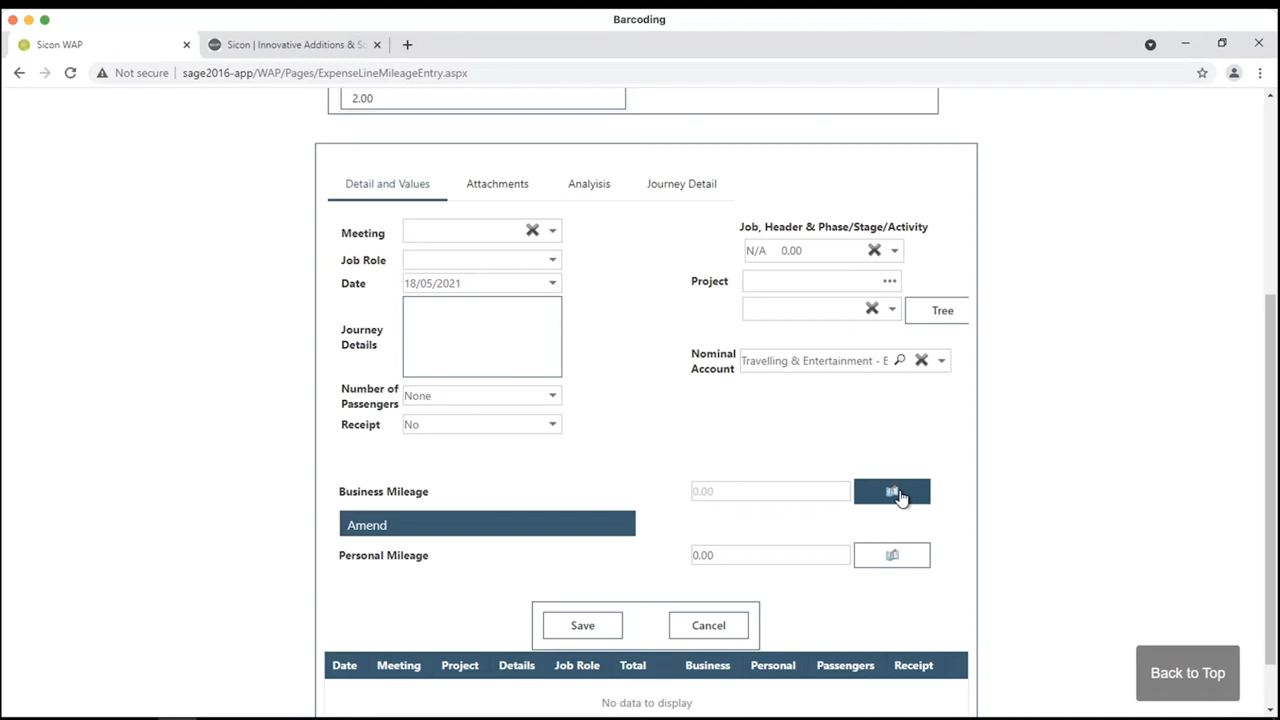 Barcoding
Sicon WAP
Sicon | Innovative Additions & S
Not secure
sage2016-app/WAP/Pages/ExpenseLineMileageEntry.aspx
2.00
Detail and Values
Attachments
Analyisis
Journey Detail
Meeting
Job, Header & Phase/Stage/Activity
N/A 0.00
Job Role
Date
18/05/2021
Project
Tree
Journey
Details
Nominal
Account
Travelling & Entertainment - E
Number of
Passengers
None
Receipt
No
Business Mileage
0.00
Amend
Personal Mileage
0.00
Save
Cancel
Date Meeting Project Details Job Role Total Business Personal Passengers Receipt
No data to display
Back to Top